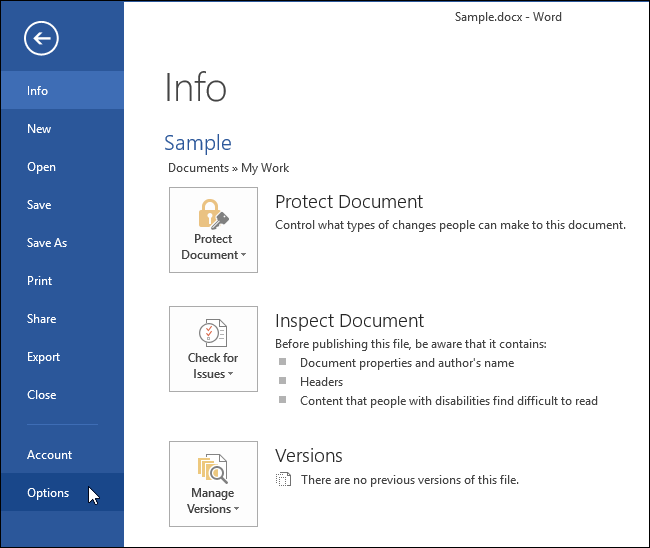 Sample.docx - Word
Info
New
Open
Save
Save As
Print
Share
Export
Close
Account
Options
Info
Sample
Documents » My Work
Protect
Document
Protect Document
Control what types of changes people can make to this document.
Check for
Issues
Inspect Document
Before publishing this file, be aware that it contains:
Document properties and author's name
Headers
Content that people with disabilities find difficult to read
Manage
Versions
Versions
There are no previous versions of this file.